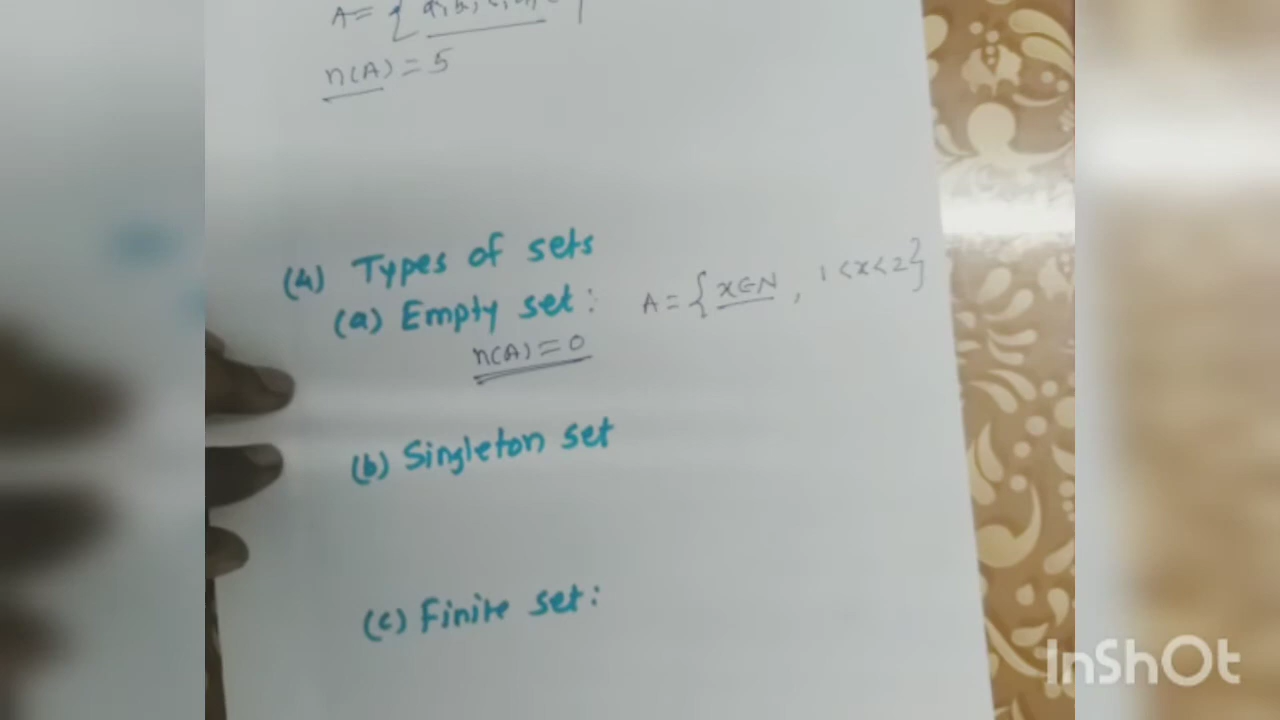 A = {
n(A) = 5
(4) Types of sets
(a) Empty set : A = { x ∈ N , 1 < x < 2 }
n(A) = 0
(b) Singleton set
(c) Finite set :
InShOt